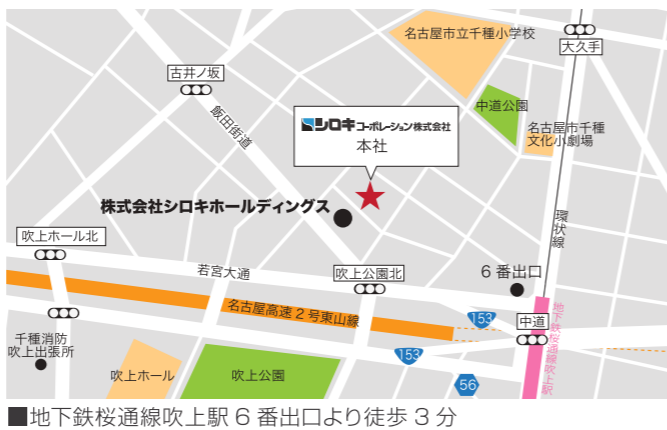 名古屋市立千種小学校
大久手
古井ノ坂
中道公園
飯田街道
シロキコーポレーション株式会社
本社
名古屋市千種
文化小劇場
株式会社シロキホールディングス
環状線
吹上ホール北
若宮大通
吹上公園北
6番出口
名古屋高速2号東山線
153
中道
地下鉄桜通線吹上駅
千種消防
吹上出張所
153
吹上ホール
吹上公園
56
■地下鉄桜通線吹上駅6番出口より徒歩3分